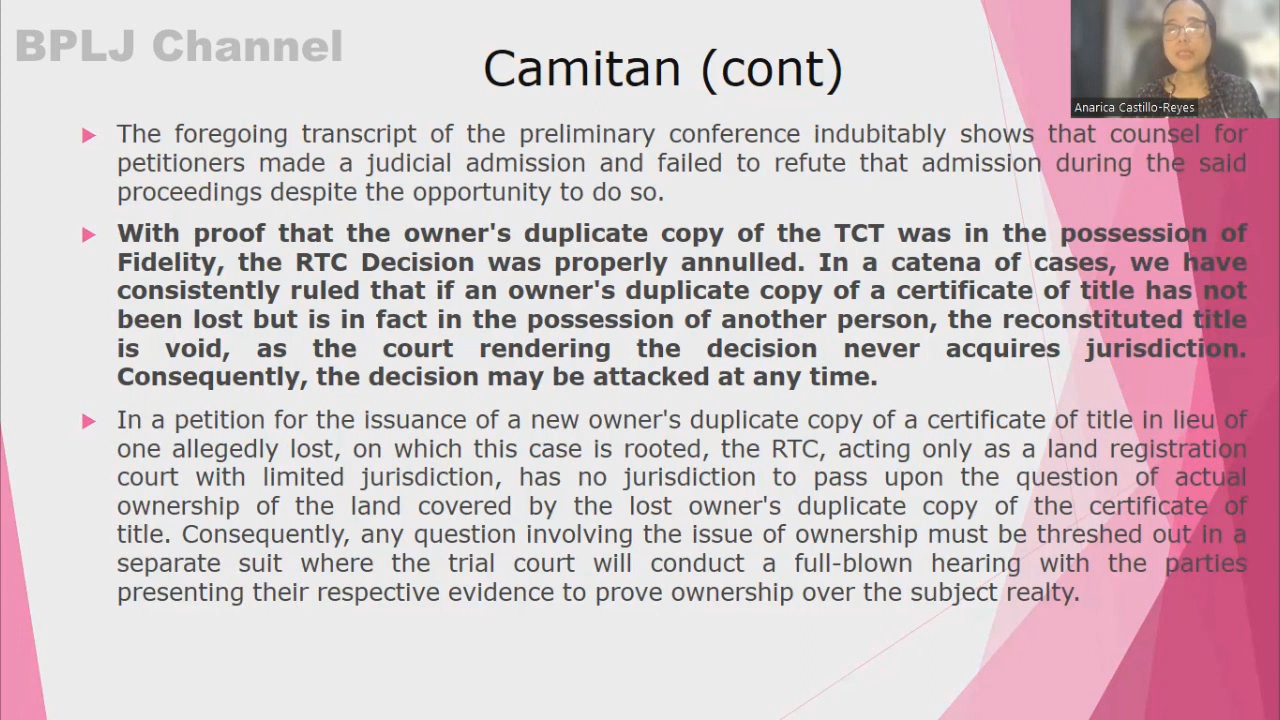 BPLJ Channel
Camitan (cont)
Anarica Castillo-Reyes
The foregoing transcript of the preliminary conference indubitably shows that counsel for
petitioners made a judicial admission and failed to refute that admission during the said
proceedings despite the opportunity to do so.
With proof that the owner's duplicate copy of the TCT was in the possession of
Fidelity, the RTC Decision was properly annulled. In a catena of cases, we have
consistently ruled that if an owner's duplicate copy of a certificate of title has not
been lost but is in fact in the possession of another person, the reconstituted title
is void, as the court rendering the decision never acquires jurisdiction.
Consequently, the decision may be attacked at any time.
In a petition for the issuance of a new owner's duplicate copy of a certificate of title in lieu of
one allegedly lost, on which this case is rooted, the RTC, acting only as a land registration
court with limited jurisdiction, has no jurisdiction to pass upon the question of actual
ownership of the land covered by the lost owner's duplicate copy of the certificate of
title. Consequently, any question involving the issue of ownership must be threshed out in a
separate suit where the trial court will conduct a full-blown hearing with the parties
presenting their respective evidence to prove ownership over the subject realty.